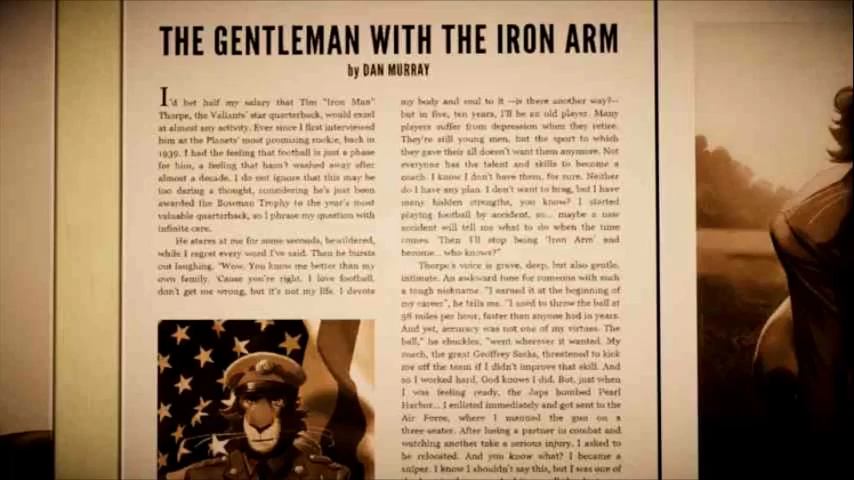 THE GENTLEMAN WITH THE IRON ARM
by DAN MURRAY
I'd bet half my salary that Tim "Iron Man"
Thorpe, the Valiants' star quarterback, would excel
at almost any activity. Ever since I first interviewed
him as the Planets' most promising rookie, back in
1939, I had the feeling that football is just a phase
for him, a feeling that hasn't washed away after
almost a decade. I do not ignore that this may be
too daring a thought, considering he's just been
awarded the Bowman Trophy to the year's most
valuable quarterback, so I phrase my question with
infinite care.
He stares at me for some seconds, bewildered,
while I regret every word I've said. Then he bursts
out laughing. "Wow. You know me better than my
own family. 'Cause you're right. I love football,
don't get me wrong, but it's not my life. I devote
my body and soul to it —is there another way?—
but in five, ten years, I'll be an old player. Many
players suffer from depression when they retire.
They're still young men, but the sport to which
they gave their all doesn't want them anymore. Not
everyone has the talent and skills to become a
coach. I know I don't have them, for sure. Neither
do I have any plan. I don't want to brag, but I have
many hidden strengths, you know? I started
playing football by accident, so... maybe a new
accident will tell me what to do when the time
comes. Then I'll stop being 'Iron Arm' and
become... who knows?"
Thorpe's voice is grave, deep, but also gentle,
intimate. An awkward tone for someone with such
a tough nickname. "I earned it at the beginning of
my career", he tells me. "I used to throw the ball at
98 miles per hour, faster than anyone had in years.
And yet, accuracy was not one of my virtues. The
ball," he chuckles, "went wherever it wanted. My
coach, the great Geoffrey Sacks, threatened to kick
me off the team if I didn't improve that skill. And
so I worked hard, God knows I did. But, just when
I was feeling ready, the Japs bombed Pearl
Harbor... I enlisted immediately and got sent to the
Air Force, where I manned the gun on a
three-seater. After losing a partner in combat and
watching another take a serious injury, I asked to
be relocated. And you know what? I became a
sniper. I know I shouldn't say this, but I was one of